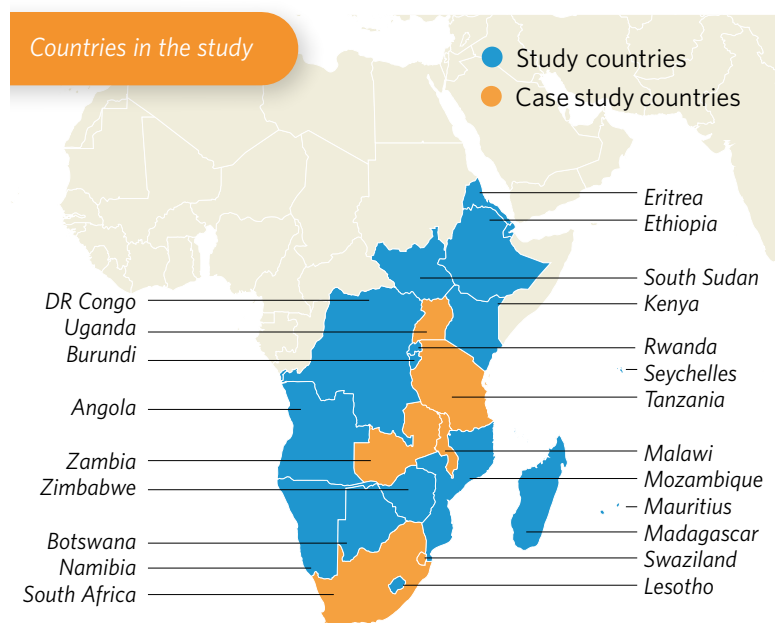 Countries in the study
Study countries
Case study countries
Eritrea
Ethiopia
South Sudan
Kenya
Rwanda
Seychelles
Tanzania
Malawi
Mozambique
Mauritius
Madagascar
Swaziland
Lesotho
DR Congo
Uganda
Burundi
Angola
Zambia
Zimbabwe
Botswana
Namibia
South Africa